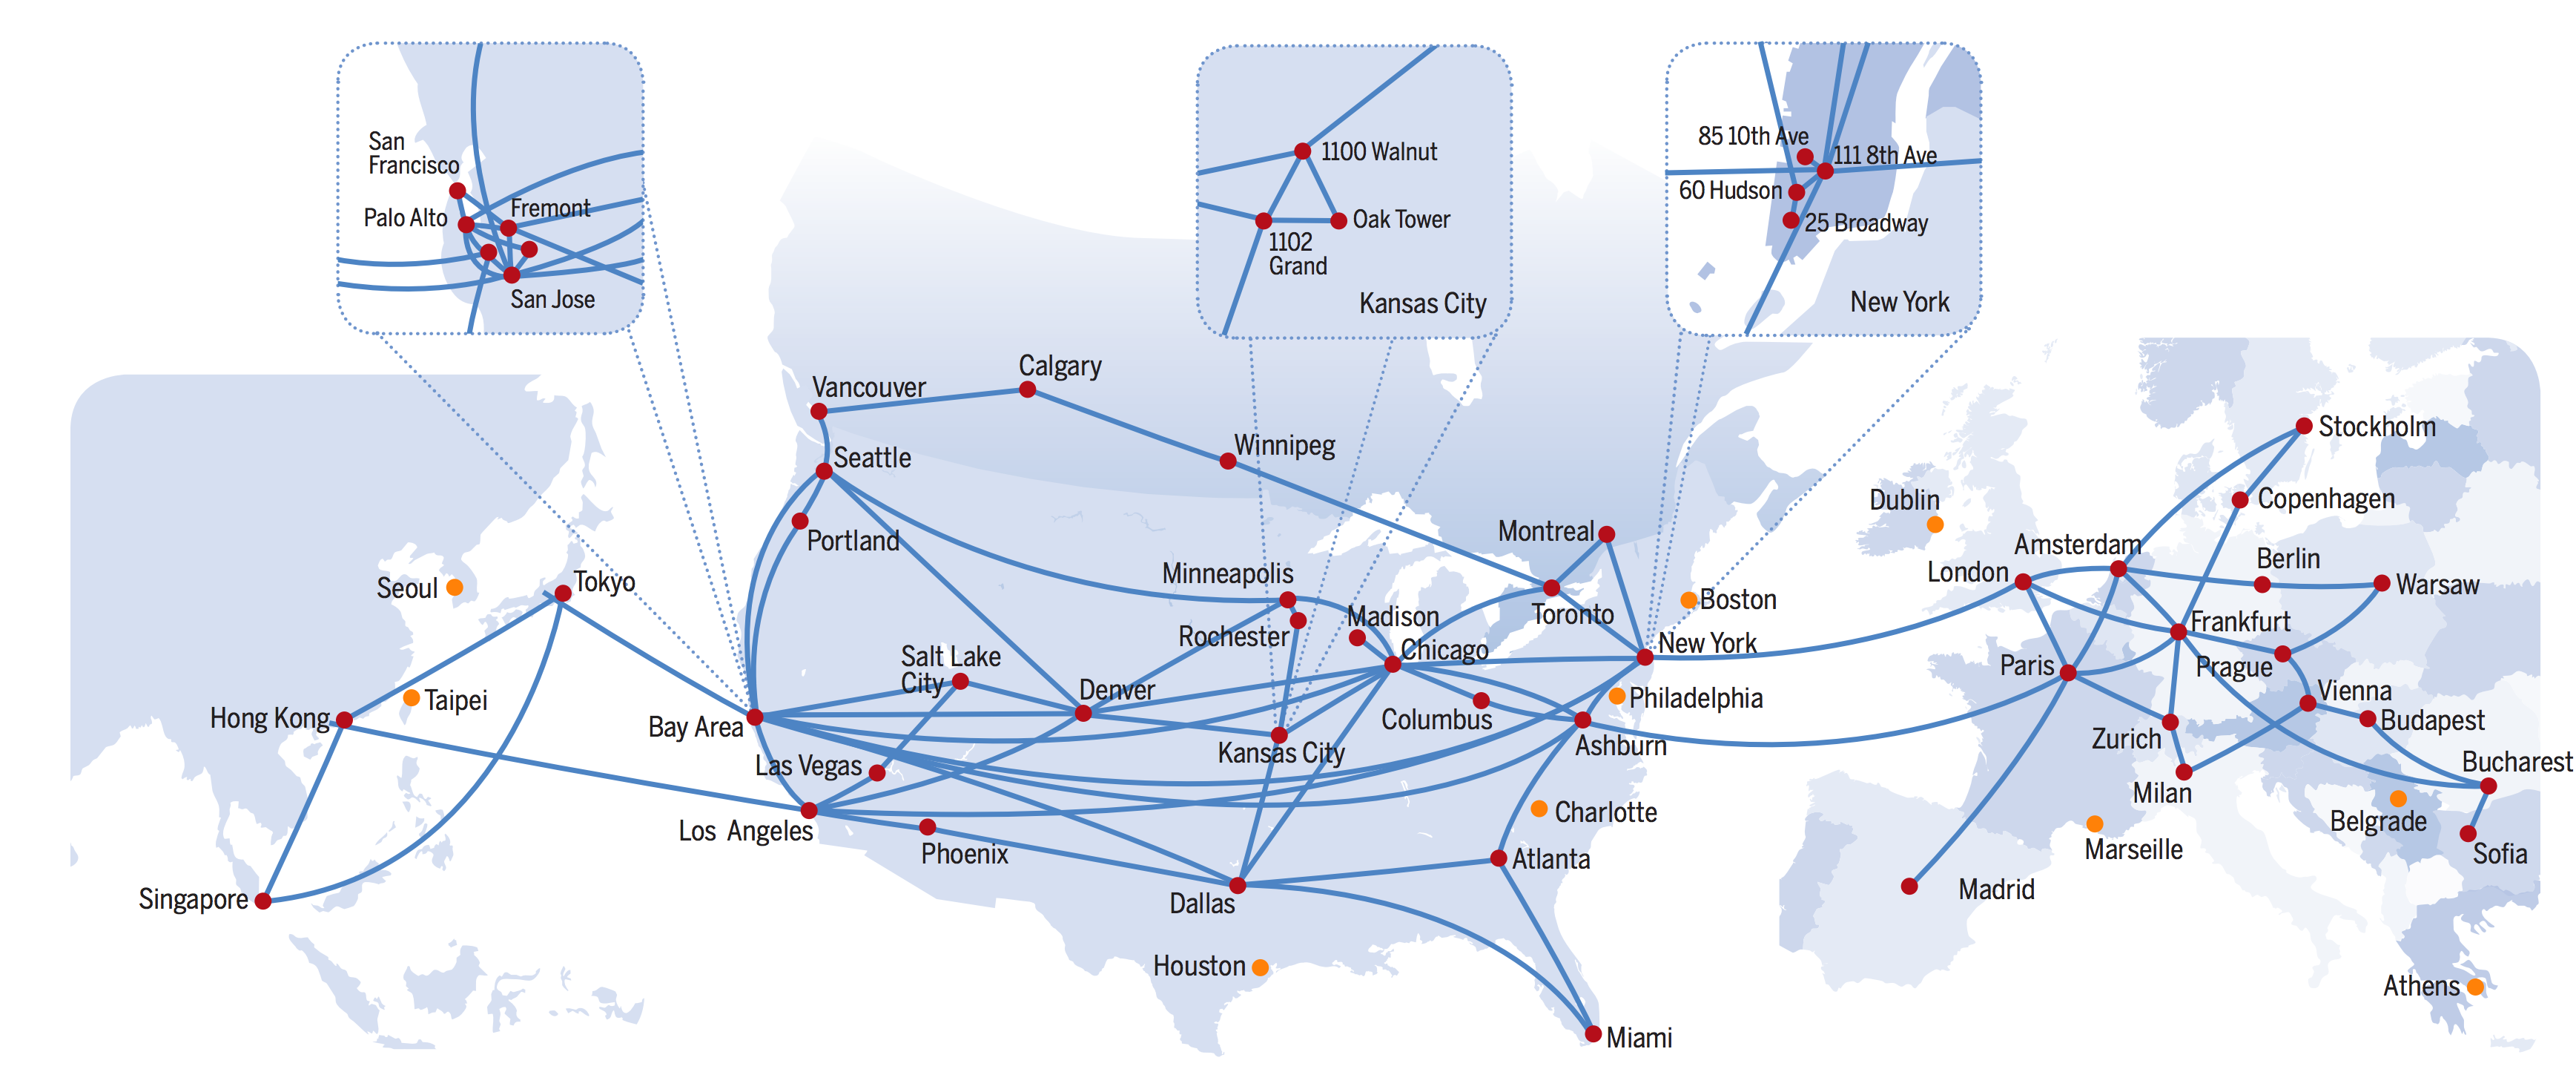 San
Francisco
Palo Alto
Fremont
San Jose
1100 Walnut
Oak Tower
1102
Grand
Kansas City
85 10th Ave
111 8th Ave
60 Hudson
25 Broadway
New York
Seoul
Tokyo
Taipei
Hong Kong
Singapore
Vancouver
Calgary
Winnipeg
Seattle
Portland
Montreal
Toronto
Minneapolis
Rochester
Madison
Chicago
New York
Boston
Salt Lake
City
Denver
Bay Area
Las Vegas
Kansas City
Columbus
Philadelphia
Ashburn
Los Angeles
Phoenix
Charlotte
Atlanta
Dallas
Houston
Miami
Stockholm
Copenhagen
Dublin
Amsterdam
London
Berlin
Warsaw
Frankfurt
Paris
Prague
Vienna
Budapest
Zurich
Milan
Bucharest
Belgrade
Marseille
Sofia
Madrid
Athens